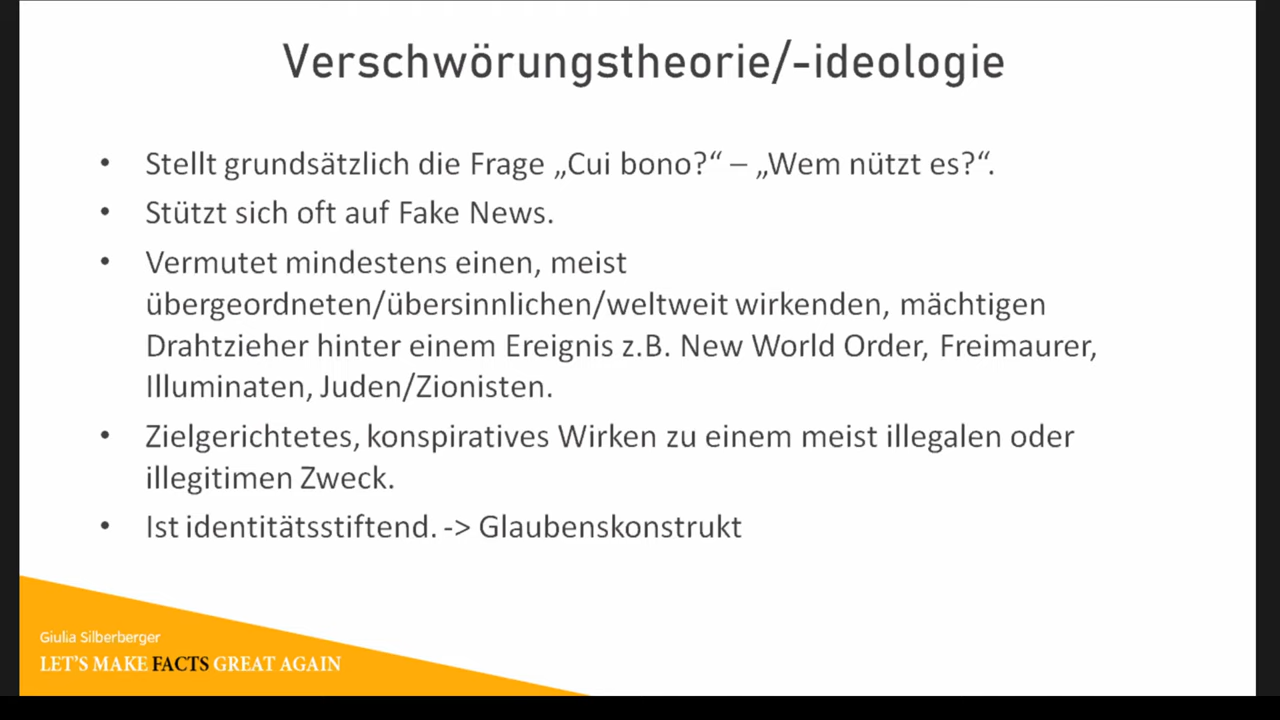 Verschwörungstheorie/-ideologie
• Stellt grundsätzlich die Frage „Cui bono?“ – „Wem nützt es?“.
• Stützt sich oft auf Fake News.
• Vermutet mindestens einen, meist
übergeordneten/übersinnlichen/weltweit wirkenden, mächtigen
Drahtzieher hinter einem Ereignis z.B. New World Order, Freimaurer,
Illuminaten, Juden/Zionisten.
• Zielgerichtetes, konspiratives Wirken zu einem meist illegalen oder
illegitimen Zweck.
• Ist identitätsstiftend. -> Glaubenskonstrukt
Giulia Silberberger
LET'S MAKE FACTS GREAT AGAIN